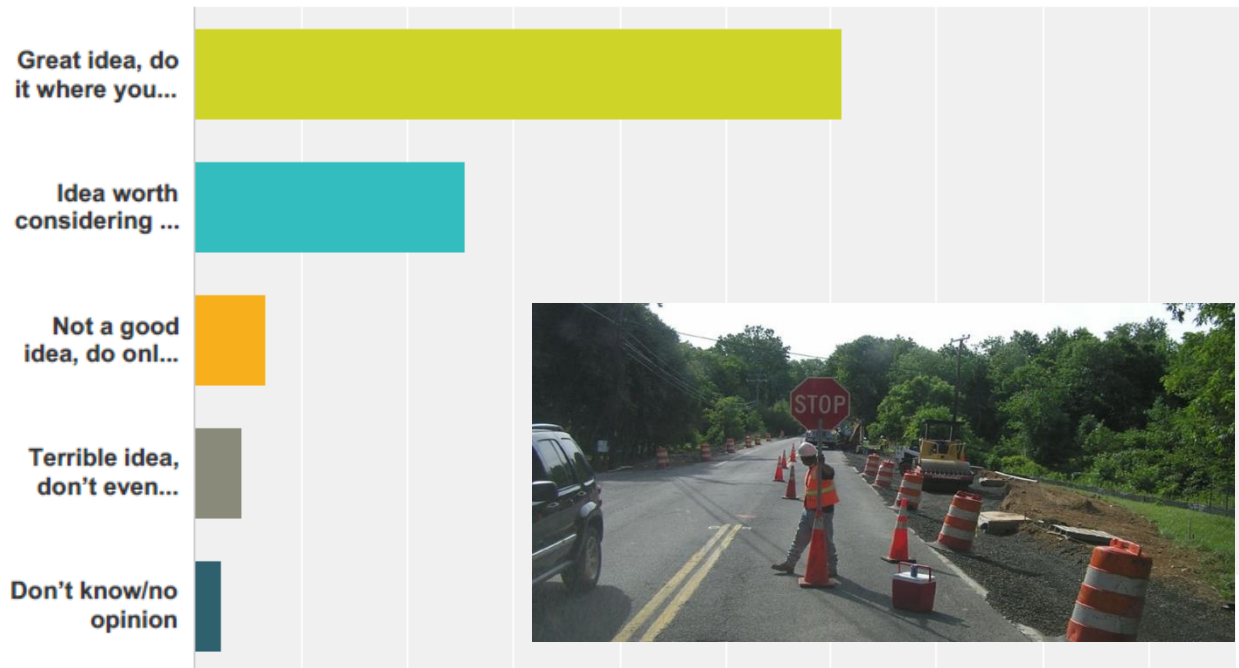 Great idea, do
it where you...
Idea worth
considering ...
Not a good
idea, do onl...
Terrible idea,
don’t even...
Don’t know/no
opinion
STOP